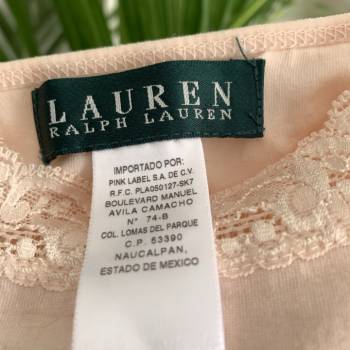 LAUREN
RALPH LAUREN
IMPORTADO POR:
PINK LABEL S.A. DE C.V.
R.F.C. PLA050127-SK7
BOULEVARD MANUEL
AVILA CAMACHO
N° 74-B
COL. LOMAS DEL PARQUE
C.P. 53390
NAUCALPAN,
ESTADO DE MEXICO